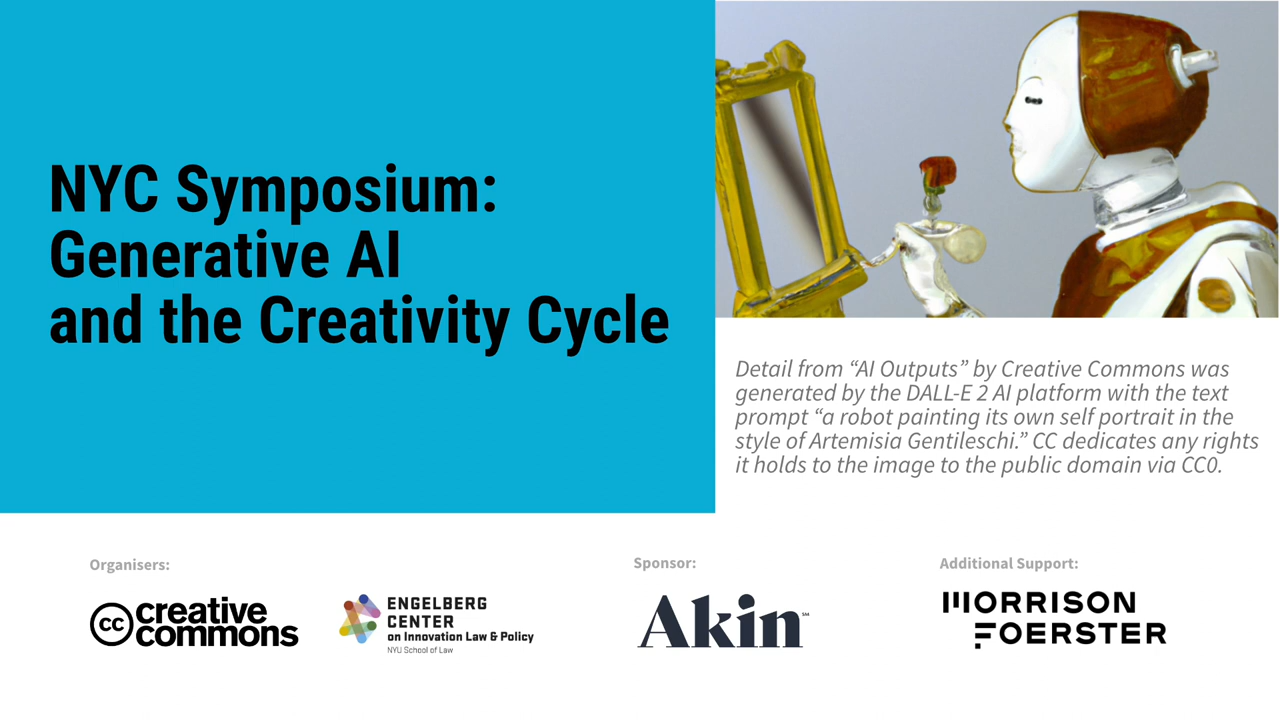 NYC Symposium:
Generative AI
and the Creativity Cycle
Detail from “AI Outputs” by Creative Commons was
generated by the DALL-E 2 AI platform with the text
prompt “a robot painting its own self portrait in the
style of Artemisia Gentileschi.” CC dedicates any rights
it holds to the image to the public domain via CC0.
Organisers:
cc creative
commons
ENGELBERG
CENTER
on Innovation Law & Policy
NYU School of Law
Sponsor:
Akin℠
Additional Support:
MORRISON
FOERSTER